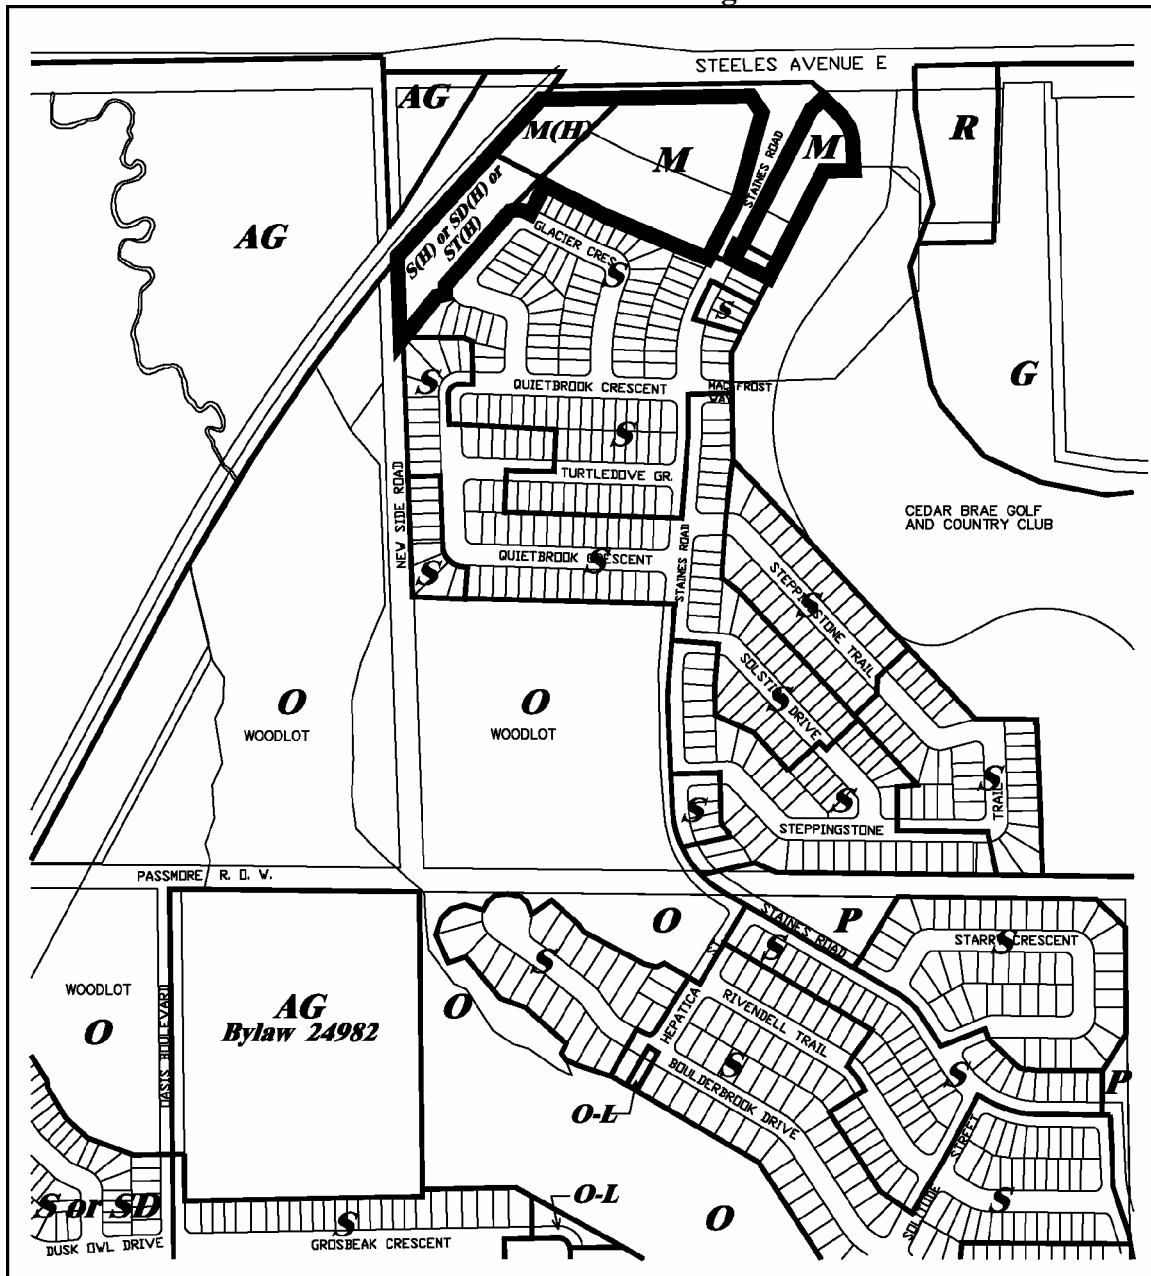 STEELES AVENUE E
AG
M(H)
M
STAINES ROAD
M
R
AG
S(H) or SD(H) or
ST(H)
GLACIER CRES
S
S
G
S
QUIETBROOK CRESCENT
MAC FROST
WAY
S
TURTLEDOVE GR.
NEW SIDE ROAD
CEDAR BRAE GOLF
AND COUNTRY CLUB
QUIETBROOK CRESCENT
S
S
STAINES ROAD
STEPPINGSTONE TRAIL
S
SOLSTICE DRIVE
S
O
WOODLOT
O
WOODLOT
S
S
TRAIL
S
STEPPINGSTONE
PASSMORE R. O. W.
O
P
STAINES ROAD
S
STARRY CRESCENT
S
S
WOODLOT
O
OASIS BOULEVARD
AG
Bylaw 24982
O
HEPATICA ST
RIVENDELL TRAIL
S
BOULDERBROOK DRIVE
S
P
O-L
STREET
SOLITUDE
S
S or SD
DUSK OWL DRIVE
S
GROSBEAK CRESCENT
O-L
O